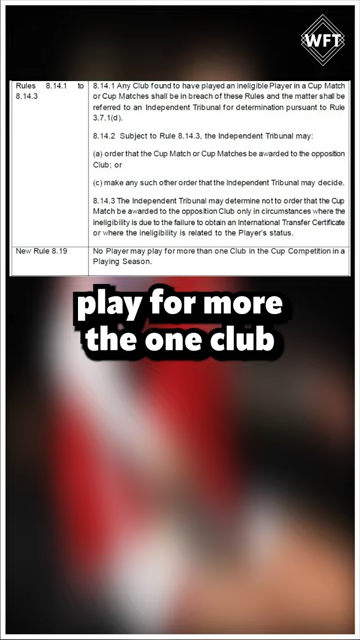 WFT
Rules 8.14.1 to
8.14.3
8.14.1 Any Club found to have played an ineligible Player in a Cup Match
or Cup Matches shall be in breach of these Rules and the matter shall be
referred to an Independent Tribunal for determination pursuant to Rule
3.7.1(d).
8.14.2 Subject to Rule 8.14.3, the Independent Tribunal may:
(a) order that the Cup Match or Cup Matches be awarded to the opposition
Club; or
(c) make any such other order that the Independent Tribunal may decide.
8.14.3 The Independent Tribunal may determine not to order that the Cup
Match be awarded to the opposition Club only in circumstances where the
ineligibility is due to the failure to obtain an International Transfer Certificate
or where the ineligibility is related to the Player's status.
New Rule 8.19
No Player may play for more than one Club in the Cup Competition in a
Playing Season.
play for more
the one club